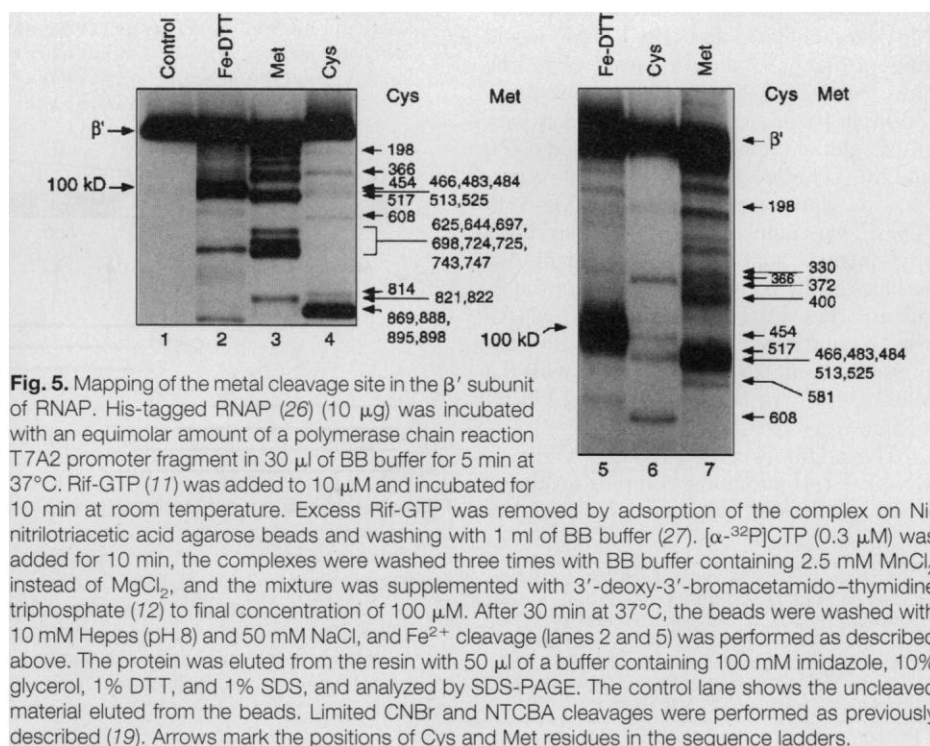 Control
Fe-DTT
Met
Cys
Cys Met
β'
100 kD
198
366
454 466,483,484
517 513,525
608
625,644,697,
698,724,725,
743,747
814
821,822
869,888,
895,898
1 2 3 4
Fe-DTT
Cys
Met
Cys Met
β'
198
330
366
372
400
100 kD
454
517
466,483,484
513,525
581
608
5 6 7
Fig. 5. Mapping of the metal cleavage site in the β' subunit
of RNAP. His-tagged RNAP (26) (10 μg) was incubated
with an equimolar amount of a polymerase chain reaction
T7A2 promoter fragment in 30 μl of BB buffer for 5 min at
37°C. Rif-GTP (11) was added to 10 μM and incubated for
10 min at room temperature. Excess Rif-GTP was removed by adsorption of the complex on Ni-
nitrilotriacetic acid agarose beads and washing with 1 ml of BB buffer (27). [α-³²P]CTP (0.3 μM) was
added for 10 min, the complexes were washed three times with BB buffer containing 2.5 mM MnCl₂
instead of MgCl₂, and the mixture was supplemented with 3'-deoxy-3'-bromacetamido–thymidine
triphosphate (12) to final concentration of 100 μM. After 30 min at 37°C, the beads were washed with
10 mM Hepes (pH 8) and 50 mM NaCl, and Fe²⁺ cleavage (lanes 2 and 5) was performed as described
above. The protein was eluted from the resin with 50 μl of a buffer containing 100 mM imidazole, 10%
glycerol, 1% DTT, and 1% SDS, and analyzed by SDS-PAGE. The control lane shows the uncleaved
material eluted from the beads. Limited CNBr and NTCBA cleavages were performed as previously
described (19). Arrows mark the positions of Cys and Met residues in the sequence ladders.